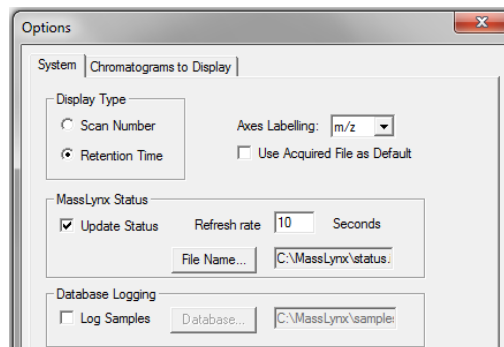 Options
System Chromatograms to Display
Display Type
Scan Number Axes Labelling: m/z
Retention Time Use Acquired File as Default
MassLynx Status
Update Status Refresh rate 10 Seconds
File Name... C:\MassLynx\status.
Database Logging
Log Samples Database... C:\MassLynx\sample